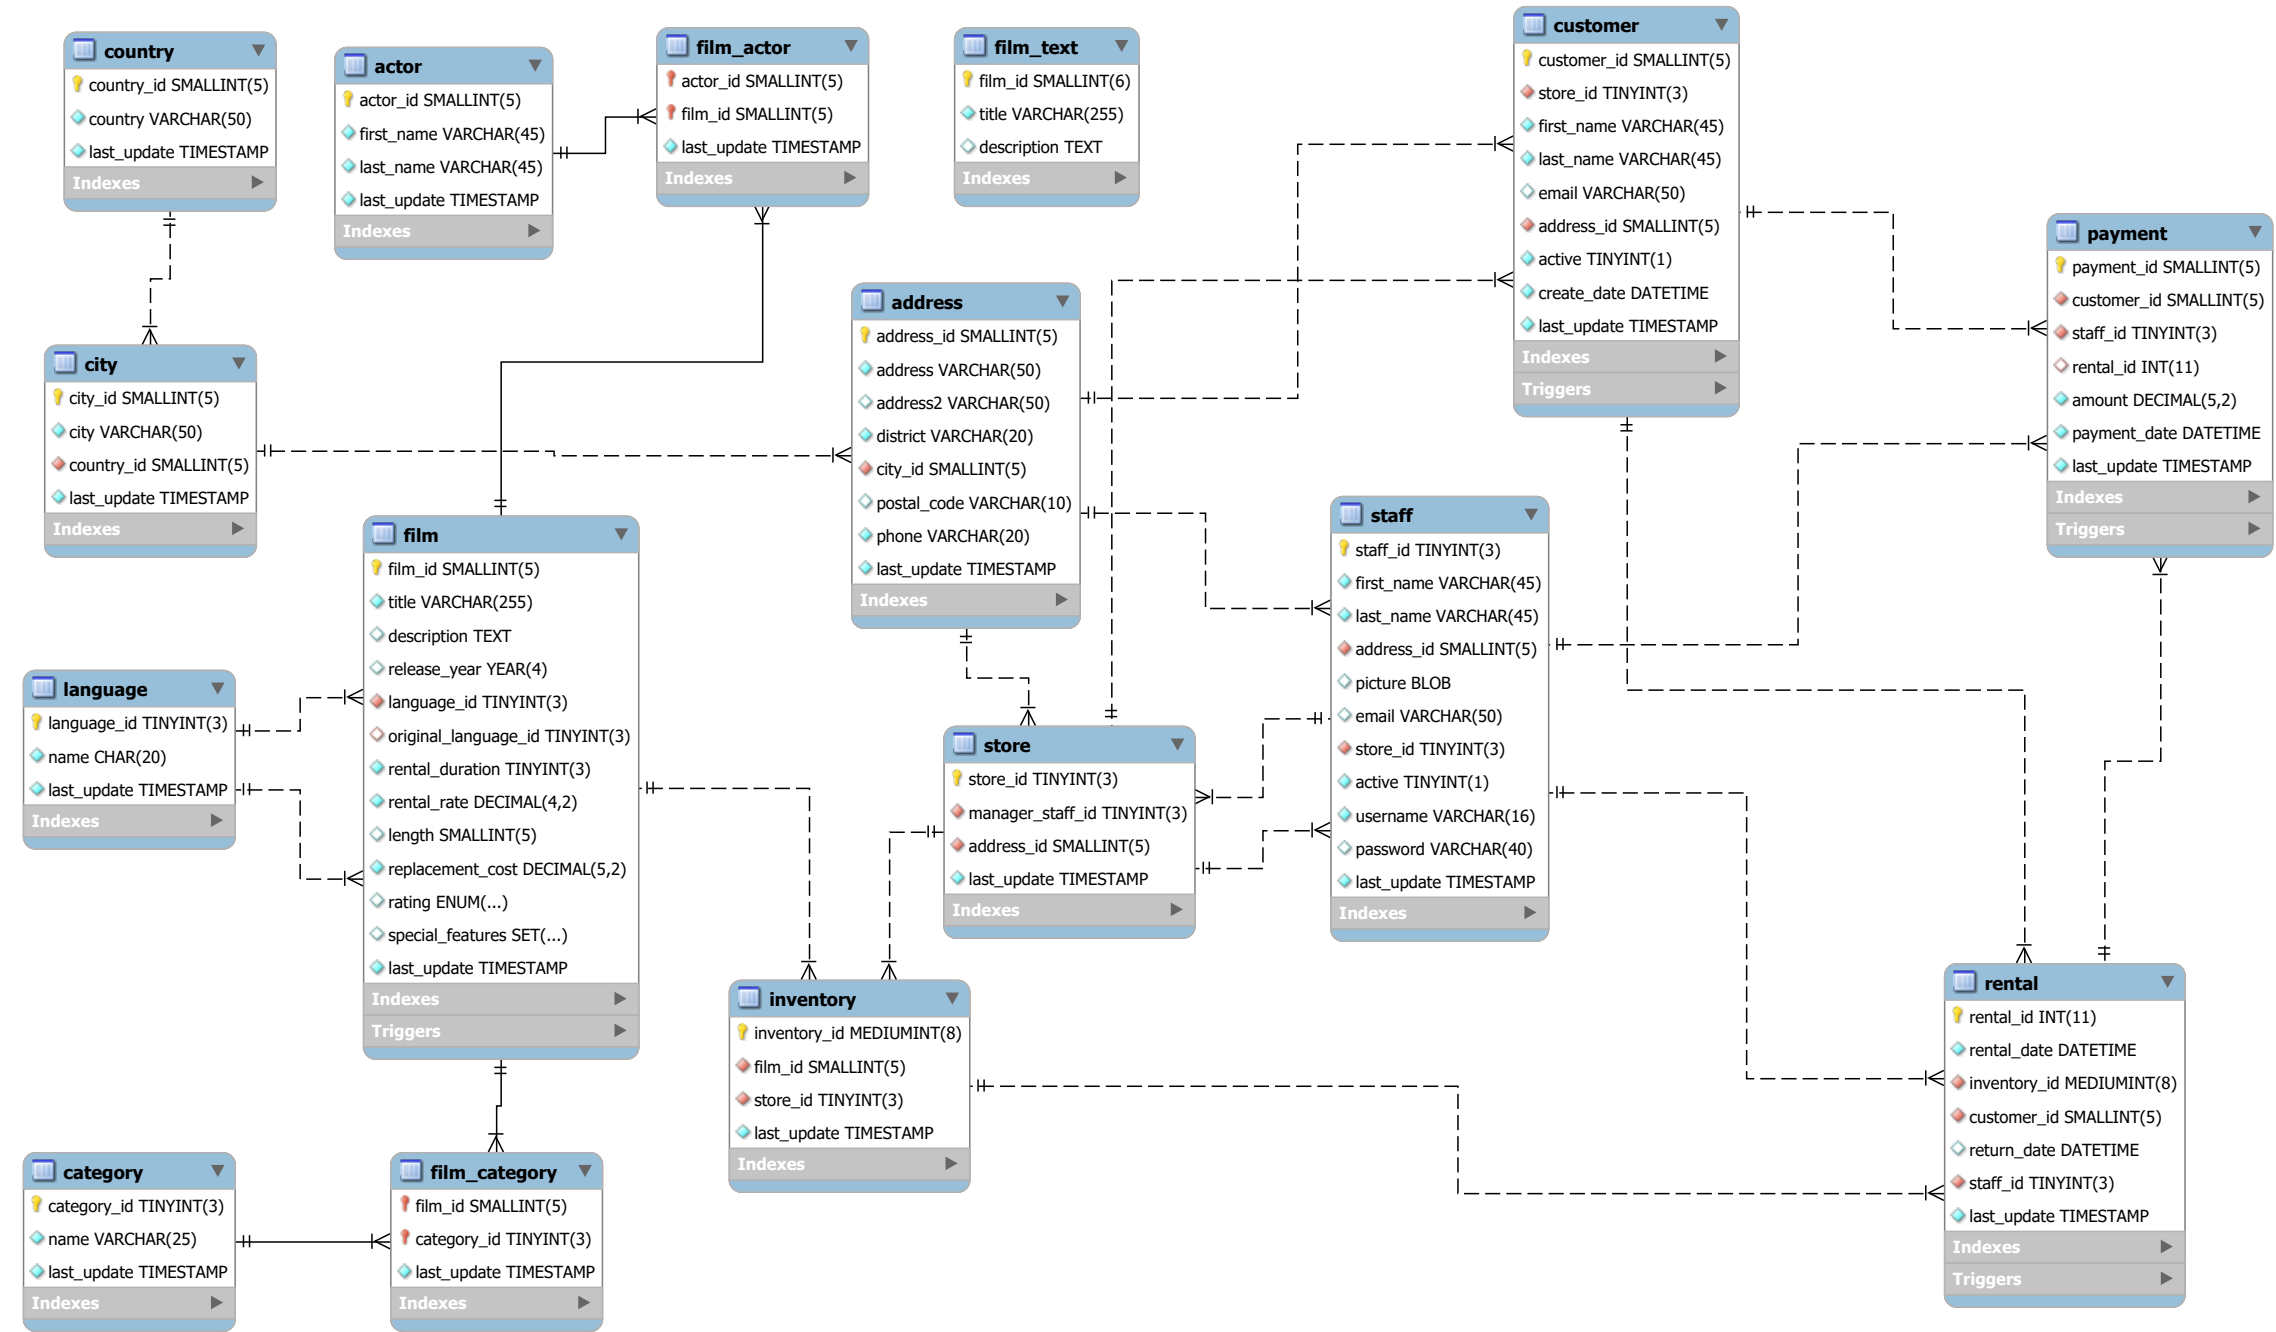 country
country_id SMALLINT(5)
country VARCHAR(50)
last_update TIMESTAMP
Indexes
actor
actor_id SMALLINT(5)
first_name VARCHAR(45)
last_name VARCHAR(45)
last_update TIMESTAMP
Indexes
film_actor
actor_id SMALLINT(5)
film_id SMALLINT(5)
last_update TIMESTAMP
Indexes
film_text
film_id SMALLINT(6)
title VARCHAR(255)
description TEXT
Indexes
customer
customer_id SMALLINT(5)
store_id TINYINT(3)
first_name VARCHAR(45)
last_name VARCHAR(45)
email VARCHAR(50)
address_id SMALLINT(5)
active TINYINT(1)
create_date DATETIME
last_update TIMESTAMP
Indexes
Triggers
payment
payment_id SMALLINT(5)
customer_id SMALLINT(5)
staff_id TINYINT(3)
rental_id INT(11)
amount DECIMAL(5,2)
payment_date DATETIME
last_update TIMESTAMP
Indexes
Triggers
city
city_id SMALLINT(5)
city VARCHAR(50)
country_id SMALLINT(5)
last_update TIMESTAMP
Indexes
address
address_id SMALLINT(5)
address VARCHAR(50)
address2 VARCHAR(50)
district VARCHAR(20)
city_id SMALLINT(5)
postal_code VARCHAR(10)
phone VARCHAR(20)
last_update TIMESTAMP
Indexes
film
film_id SMALLINT(5)
title VARCHAR(255)
description TEXT
release_year YEAR(4)
language_id TINYINT(3)
original_language_id TINYINT(3)
rental_duration TINYINT(3)
rental_rate DECIMAL(4,2)
length SMALLINT(5)
replacement_cost DECIMAL(5,2)
rating ENUM(...)
special_features SET(...)
last_update TIMESTAMP
Indexes
Triggers
staff
staff_id TINYINT(3)
first_name VARCHAR(45)
last_name VARCHAR(45)
address_id SMALLINT(5)
picture BLOB
email VARCHAR(50)
store_id TINYINT(3)
active TINYINT(1)
username VARCHAR(16)
password VARCHAR(40)
last_update TIMESTAMP
Indexes
language
language_id TINYINT(3)
name CHAR(20)
last_update TIMESTAMP
Indexes
store
store_id TINYINT(3)
manager_staff_id TINYINT(3)
address_id SMALLINT(5)
last_update TIMESTAMP
Indexes
inventory
inventory_id MEDIUMINT(8)
film_id SMALLINT(5)
store_id TINYINT(3)
last_update TIMESTAMP
Indexes
rental
rental_id INT(11)
rental_date DATETIME
inventory_id MEDIUMINT(8)
customer_id SMALLINT(5)
return_date DATETIME
staff_id TINYINT(3)
last_update TIMESTAMP
Indexes
Triggers
category
category_id TINYINT(3)
name VARCHAR(25)
last_update TIMESTAMP
Indexes
film_category
film_id SMALLINT(5)
category_id TINYINT(3)
last_update TIMESTAMP
Indexes